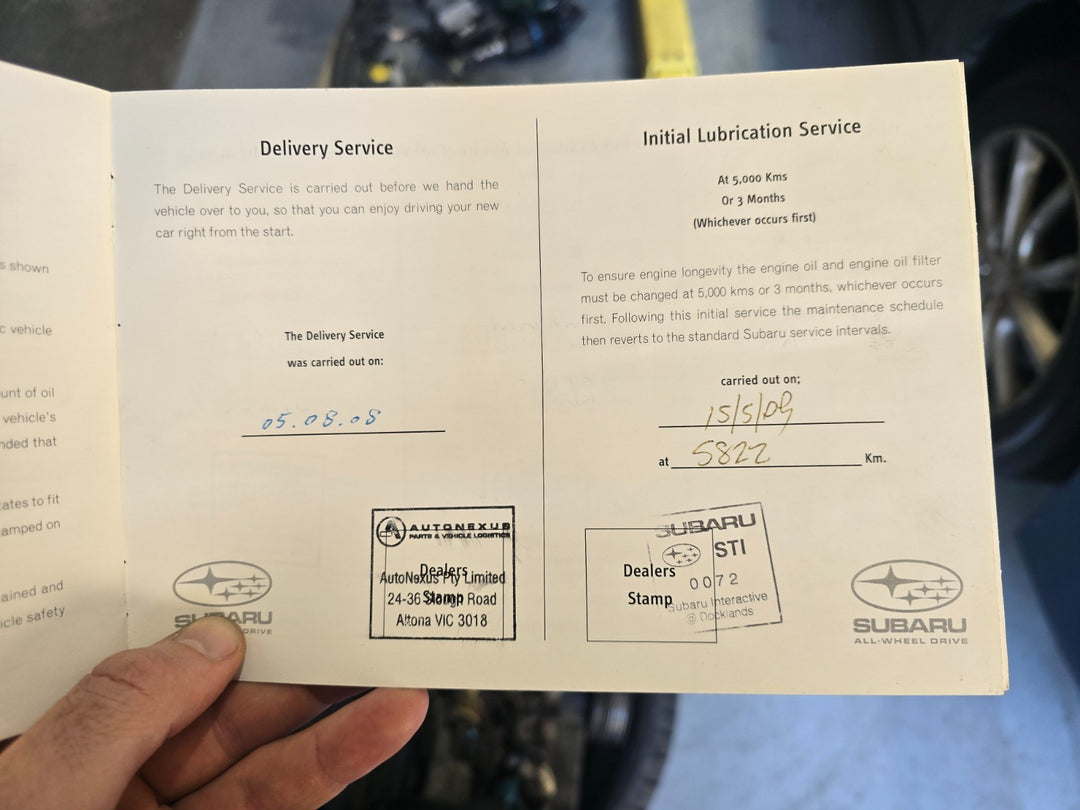 s shown
c vehicle
unt of oil
vehicle's
nded that
cates to fit
amped on
ained and
icle safety
Delivery Service
The Delivery Service is carried out before we hand the
vehicle over to you, so that you can enjoy driving your new
car right from the start.
The Delivery Service
was carried out on:
05.08.08
SUBARU
DRIVE
AUTONEXUS
PARTS & VEHICLE LOGISTICS
Dealers
AutoNexus Pty Limited
Stamp
24-36 Slough Road
Altona VIC 3018
Initial Lubrication Service
At 5,000 Kms
Or 3 Months
(Whichever occurs first)
To ensure engine longevity the engine oil and engine oil filter
must be changed at 5,000 kms or 3 months, whichever occurs
first. Following this initial service the maintenance schedule
then reverts to the standard Subaru service intervals.
carried out on;
15/5/09
at 5822 Km.
Dealers
Stamp
SUBARU
STI
0072
Subaru Interactive
@ Docklands
SUBARU
ALL-WHEEL DRIVE